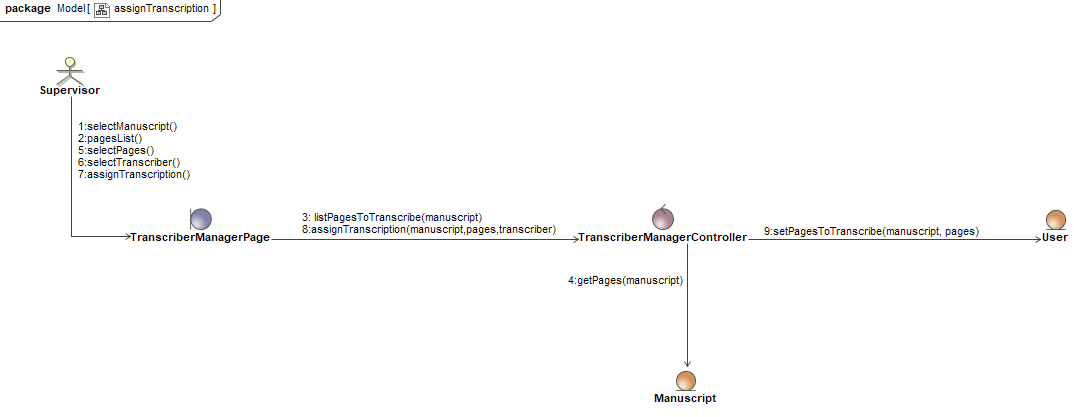 package Model[ assignTranscription ]
Supervisor
1:selectManuscript()
2:pagesList()
5:selectPages()
6:selectTranscriber()
7:assignTranscription()
TranscriberManagerPage
3: listPagesToTranscribe(manuscript)
8:assignTranscription(manuscript,pages,transcriber)
TranscriberManagerController
9:setPagesToTranscribe(manuscript, pages)
User
4:getPages(manuscript)
Manuscript